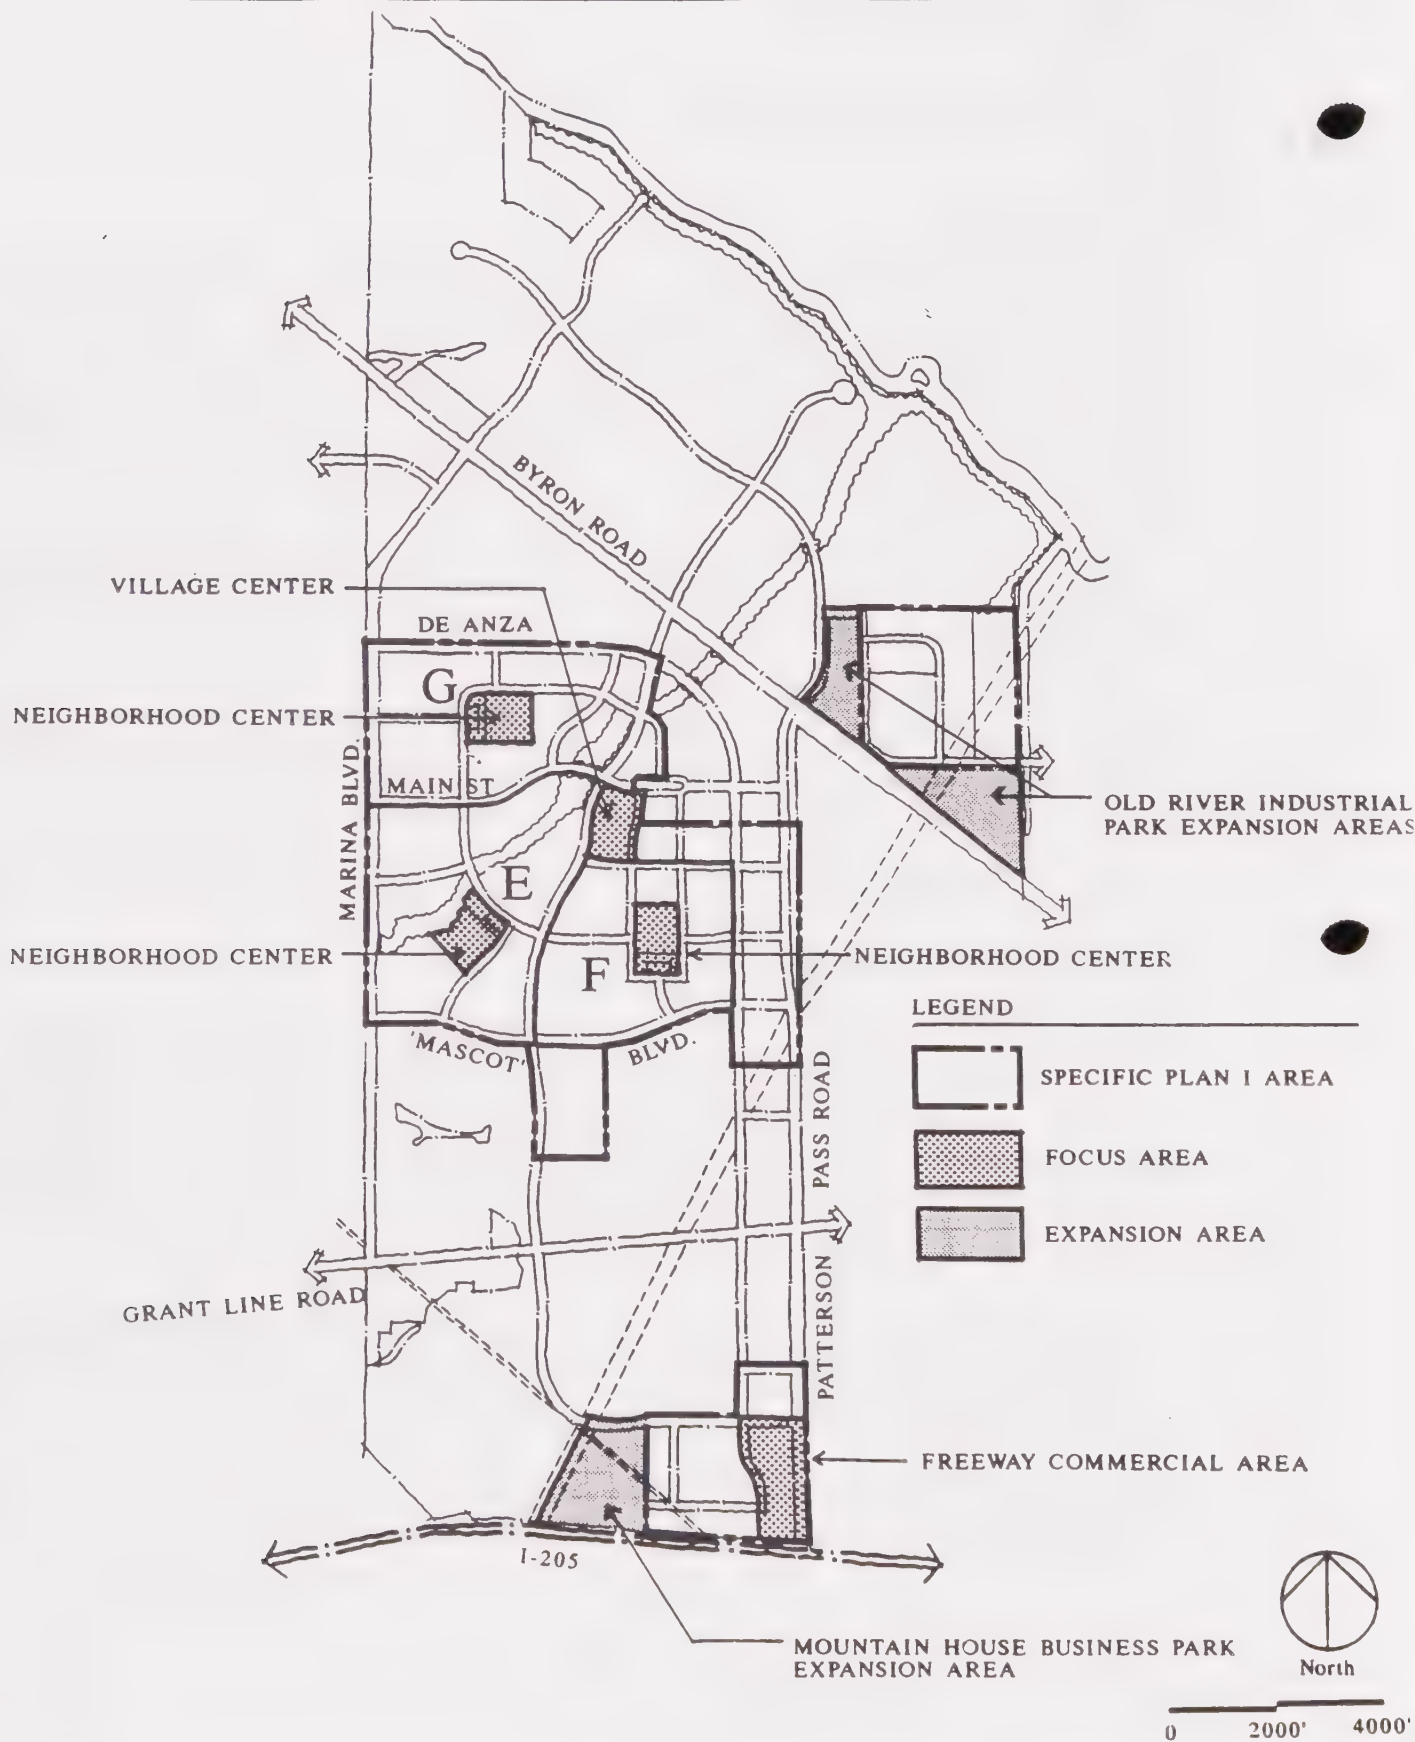 BYRON ROAD
VILLAGE CENTER
DE ANZA
G
NEIGHBORHOOD CENTER
MARINA BLVD.
MAIN ST
OLD RIVER INDUSTRIAL
PARK EXPANSION AREAS
E
NEIGHBORHOOD CENTER
F
NEIGHBORHOOD CENTER
'MASCOT' BLVD.
LEGEND
SPECIFIC PLAN I AREA
FOCUS AREA
EXPANSION AREA
PATTERSON PASS ROAD
GRANT LINE ROAD
FREEWAY COMMERCIAL AREA
I-205
MOUNTAIN HOUSE BUSINESS PARK
EXPANSION AREA
North
0 2000' 4000'